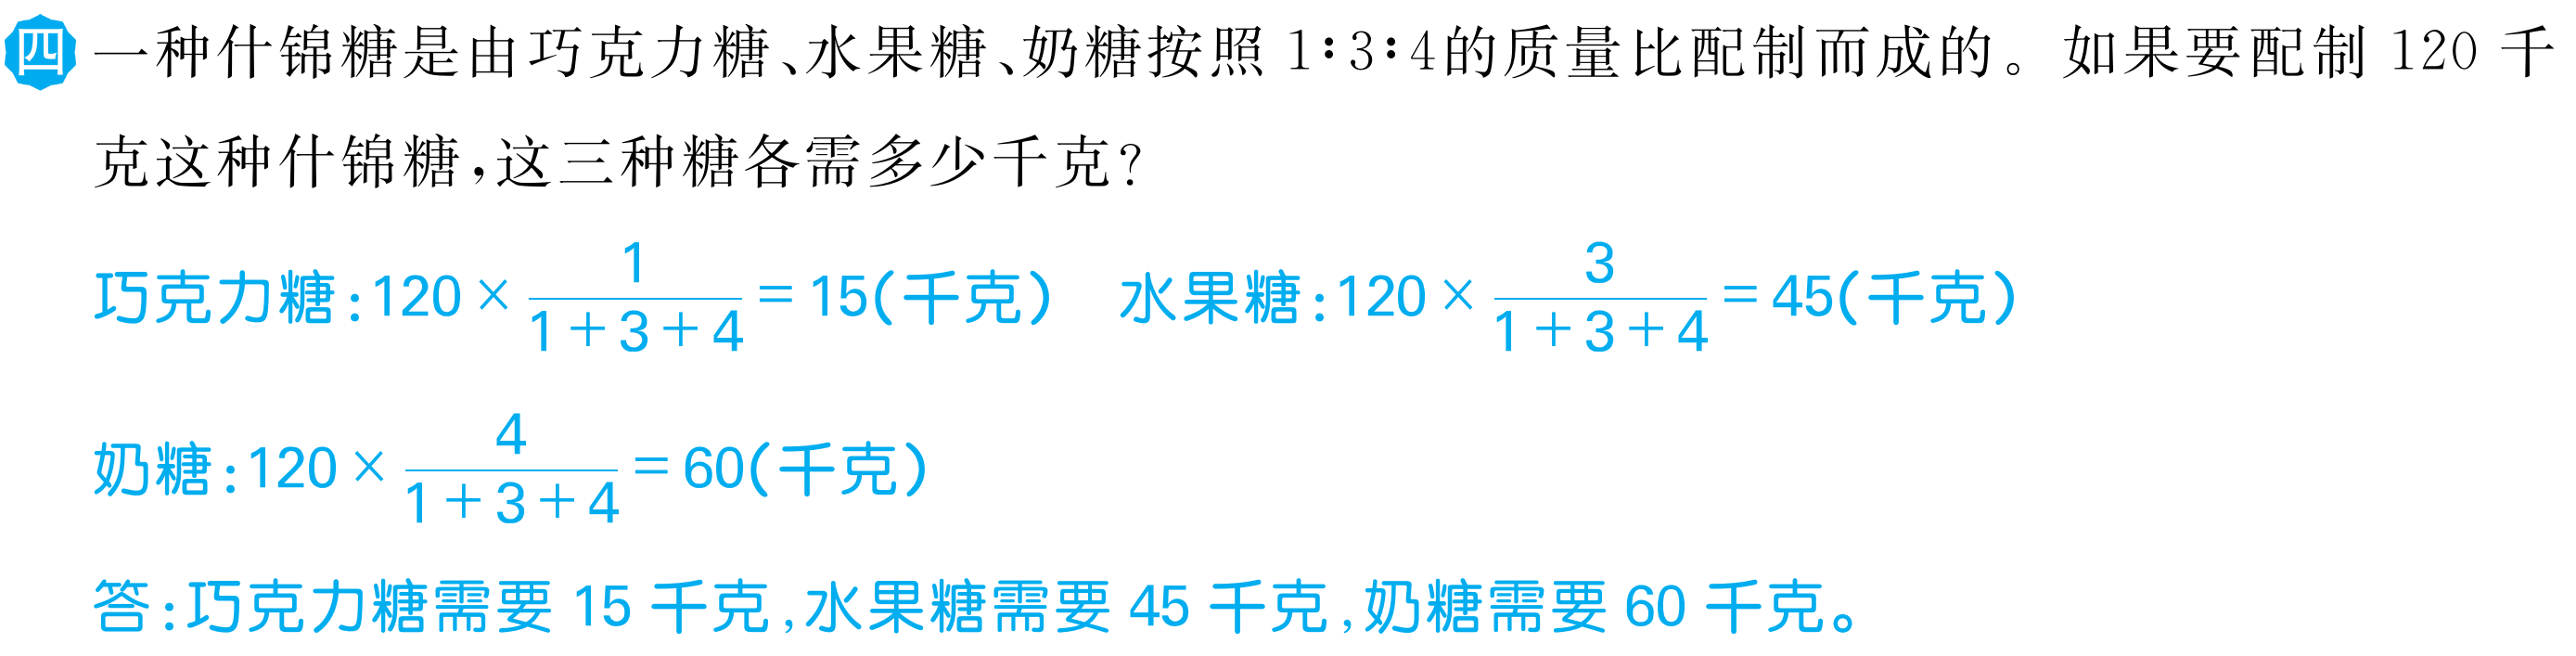 四 一种什锦糖是由巧克力糖、水果糖、奶糖按照 1∶3∶4的质量比配制而成的。如果要配制 120 千
克这种什锦糖,这三种糖各需多少千克?
巧克力糖:120 × 1/(1 + 3 + 4) = 15(千克) 水果糖:120 × 3/(1 + 3 + 4) = 45(千克)
奶糖:120 × 4/(1 + 3 + 4) = 60(千克)
答:巧克力糖需要 15 千克,水果糖需要 45 千克,奶糖需要 60 千克。